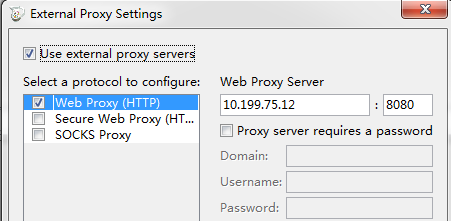 External Proxy Settings
Use external proxy servers
Select a protocol to configure:
Web Proxy (HTTP)
Secure Web Proxy (HT...
SOCKS Proxy
Web Proxy Server
10.199.75.12 : 8080
Proxy server requires a password
Domain:
Username:
Password: